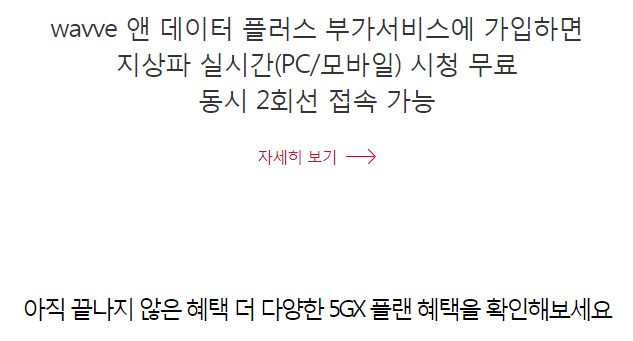 wavve 앤 데이터 플러스 부가서비스에 가입하면
지상파 실시간(PC/모바일) 시청 무료
동시 2회선 접속 가능
자세히 보기
아직 끝나지 않은 혜택 더 다양한 5GX 플랜 혜택을 확인해보세요